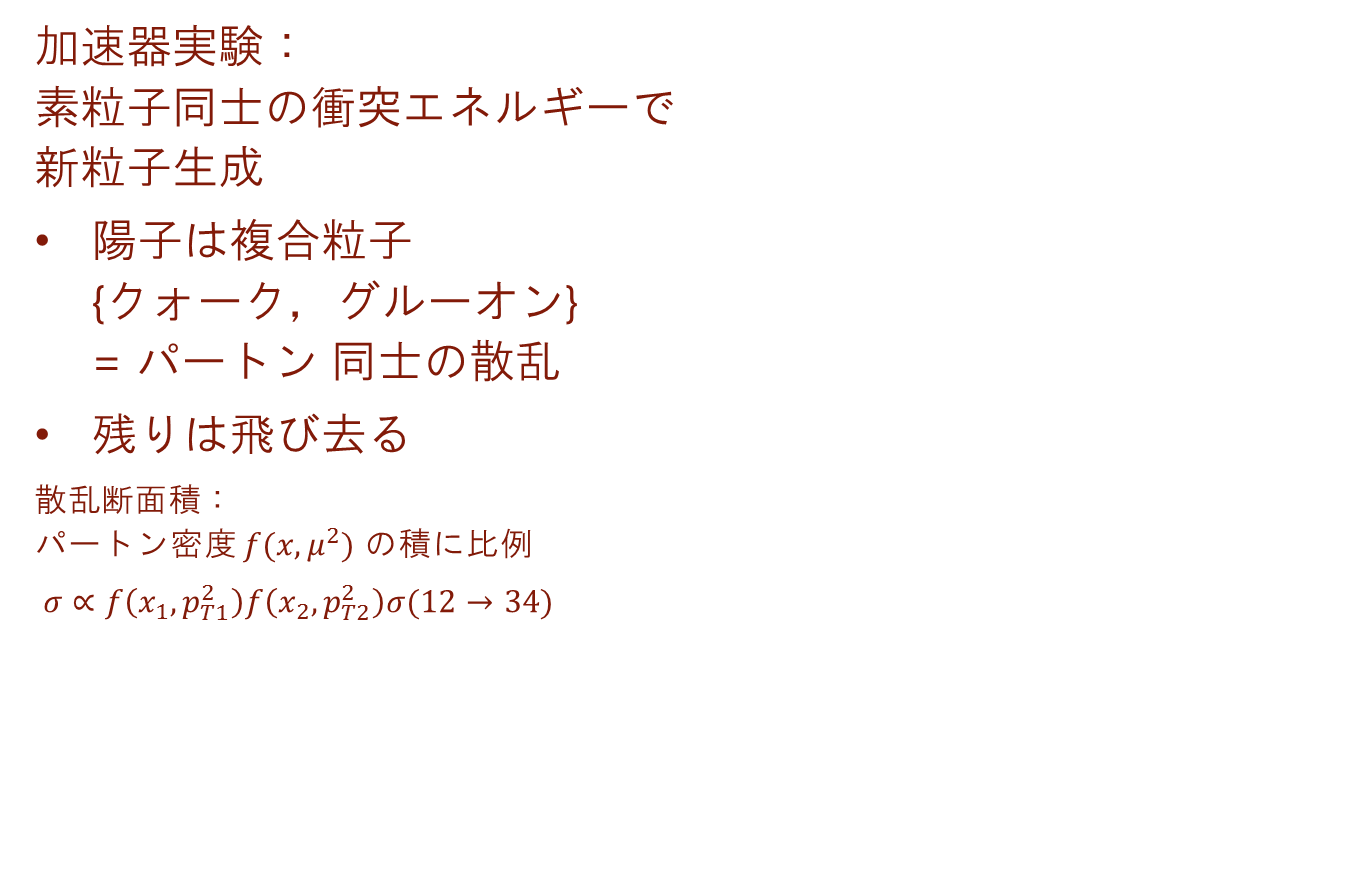 加速器実験：
素粒子同士の衝突エネルギーで
新粒子生成
• 陽子は複合粒子
{クォーク，グルーオン}
= パートン 同士の散乱
• 残りは飛び去る
散乱断面積：
パートン密度 𝑓(𝑥, 𝜇²) の積に比例
𝜎 ∝ 𝑓(𝑥₁, 𝑝²_{T1})𝑓(𝑥₂, 𝑝²_{T2})𝜎(12 → 34)